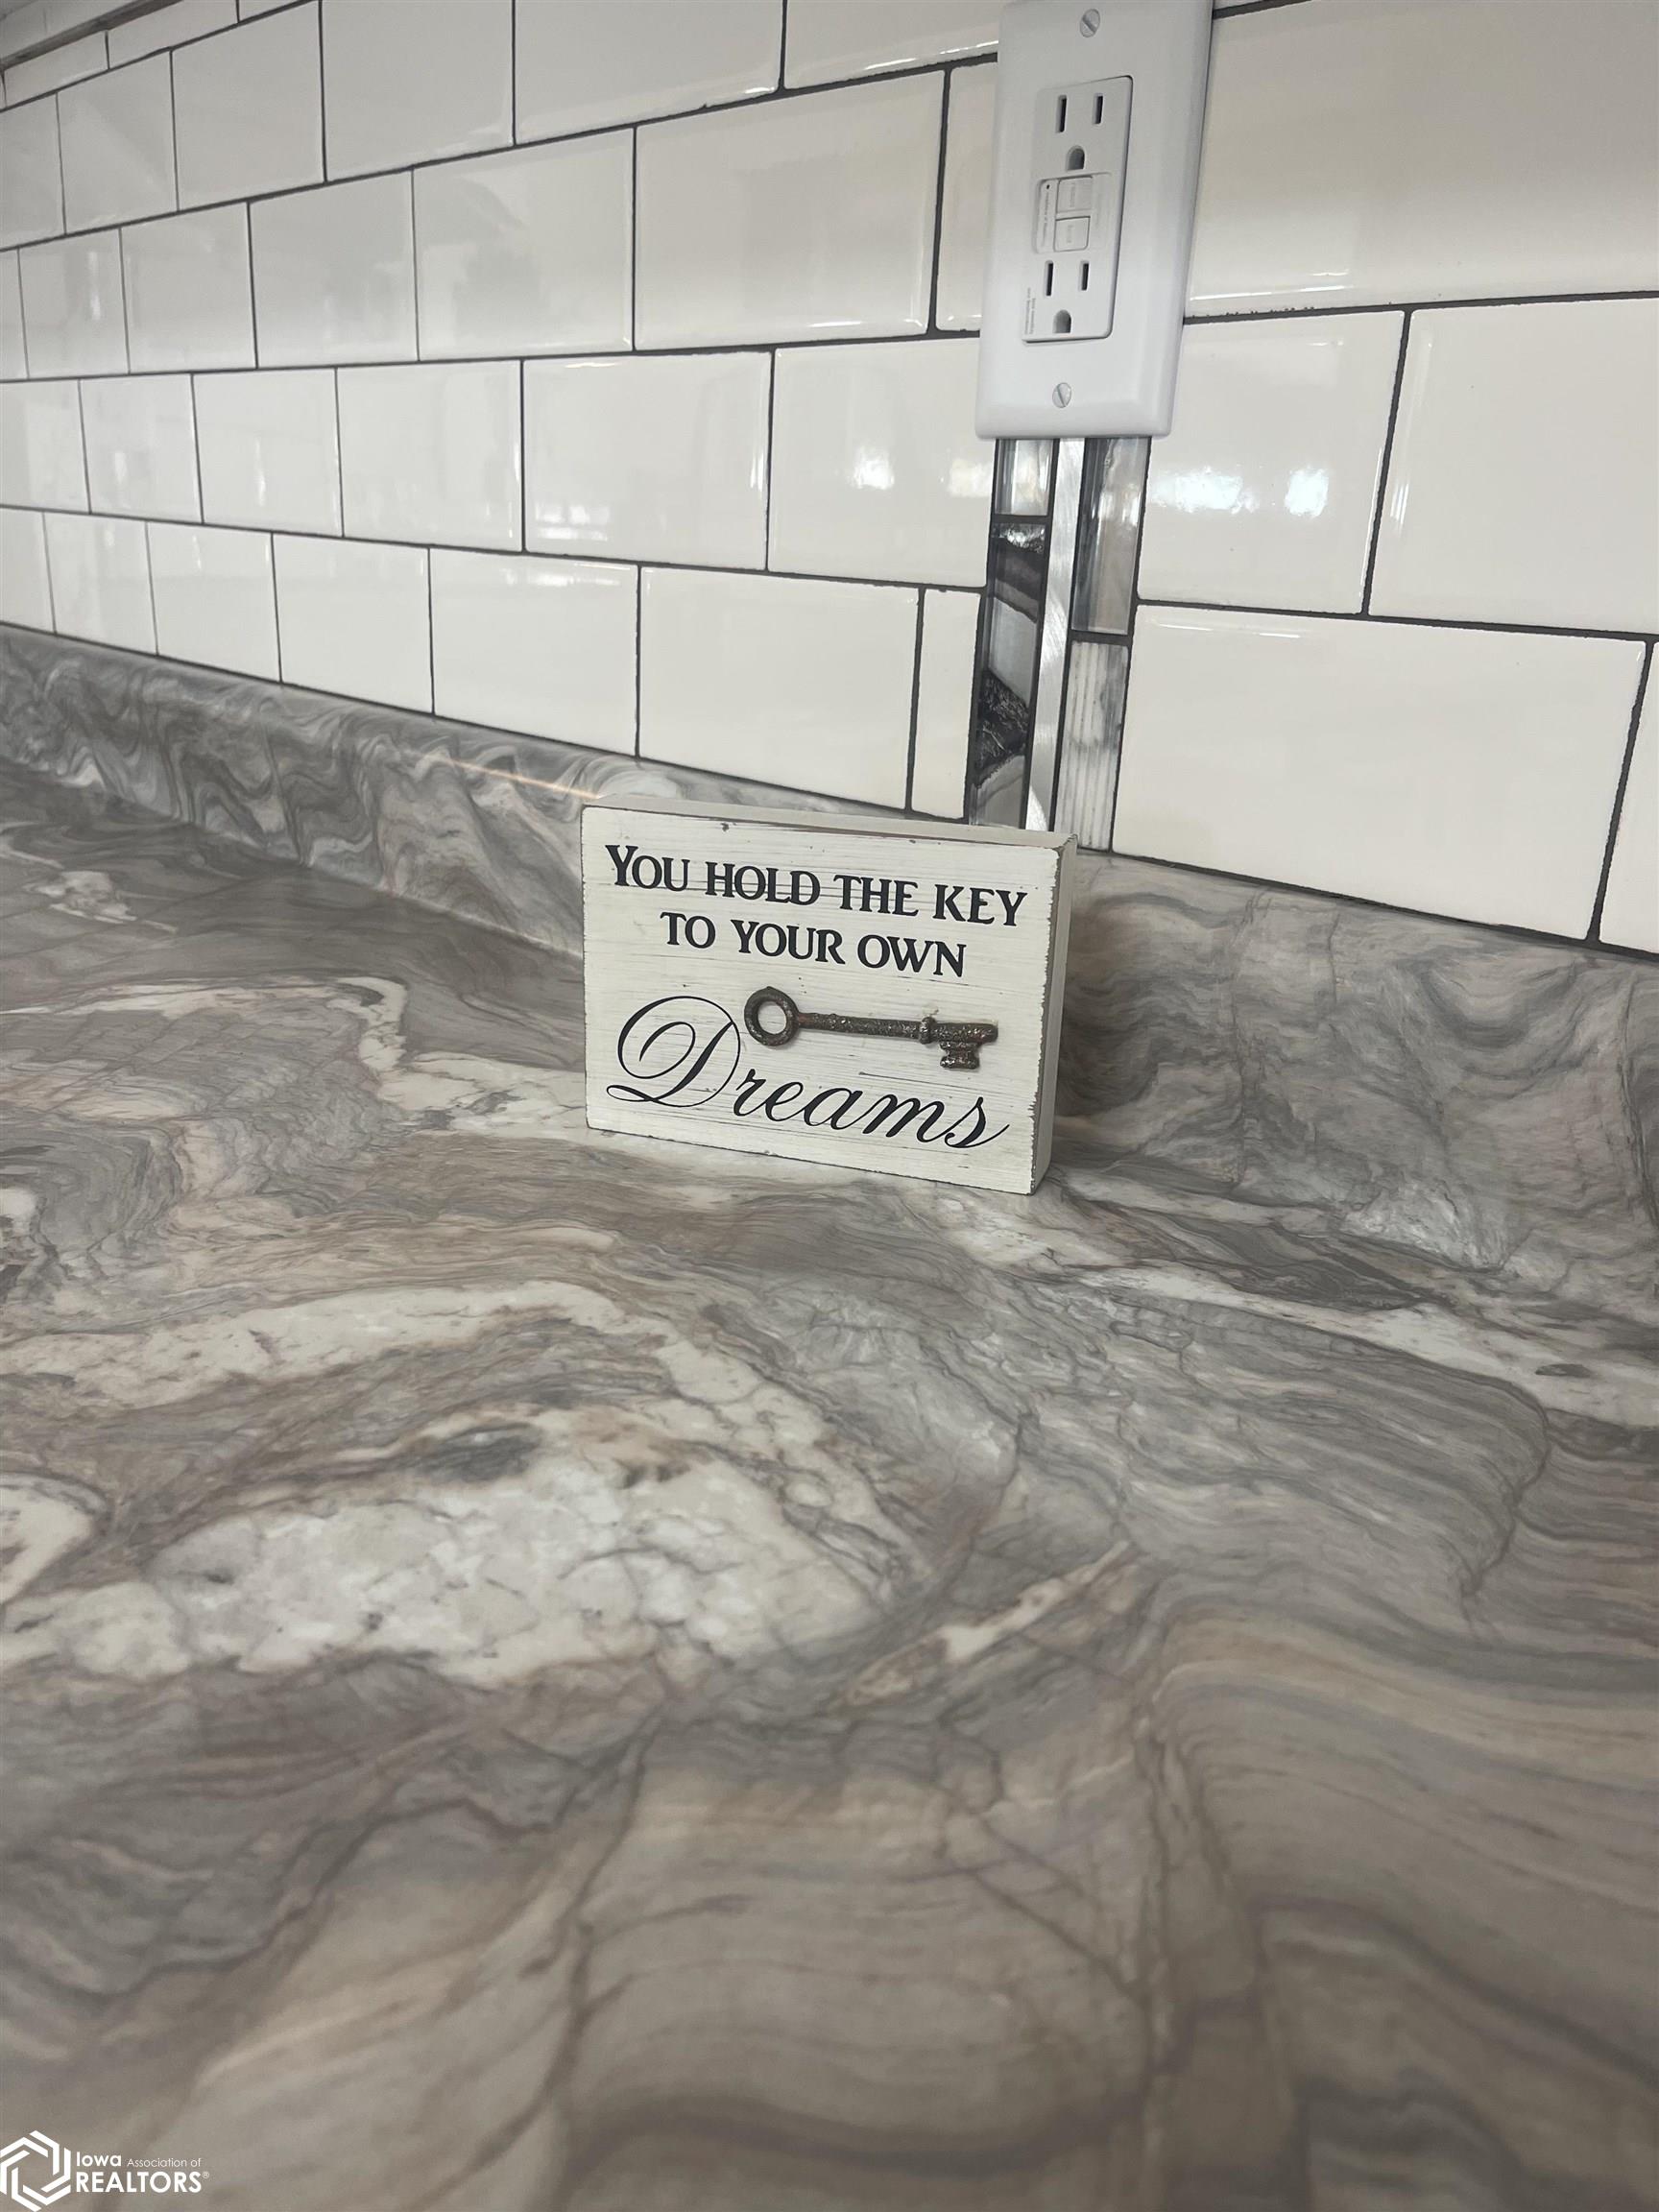 YOU HOLD THE KEY
TO YOUR OWN
Dreams
Iowa Association of
REALTORS®